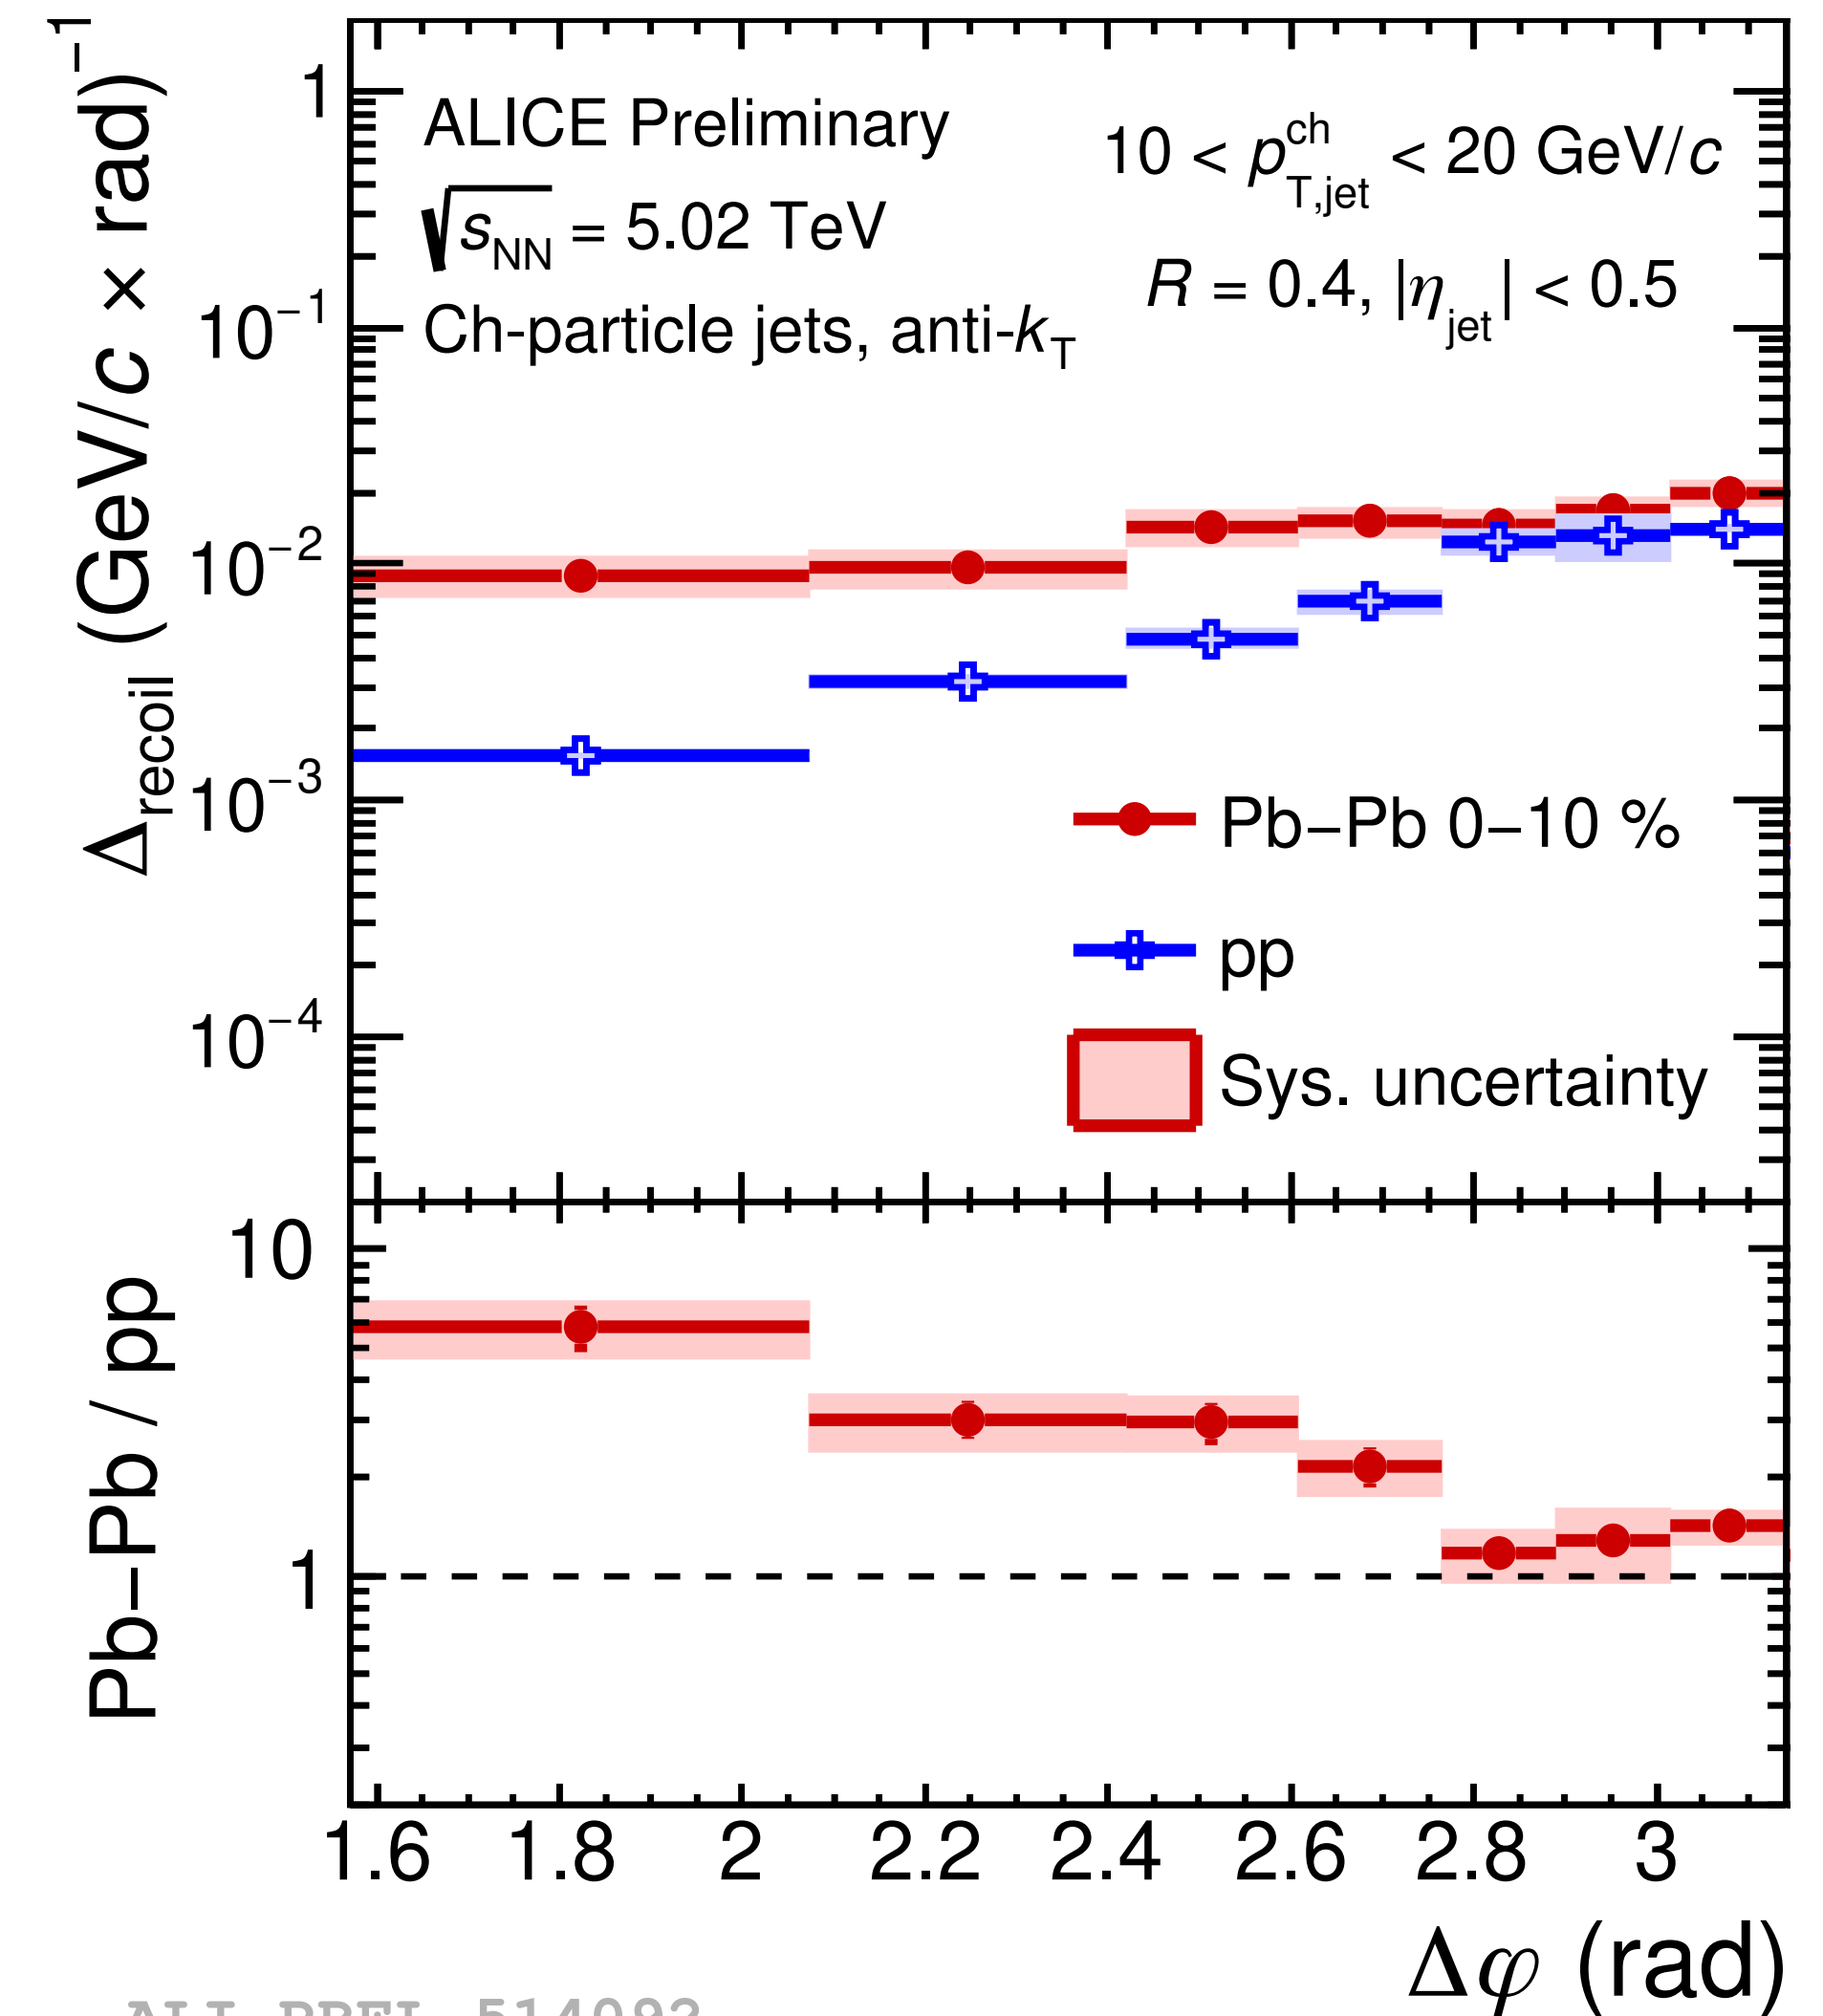 Δrecoil (GeV/c × rad)−1
1
10−1
10−2
10−3
10−4
ALICE Preliminary
√sNN = 5.02 TeV
Ch-particle jets, anti-kT
10 < pchT,jet < 20 GeV/c
R = 0.4, |ηjet| < 0.5
Pb−Pb 0−10 %
pp
Sys. uncertainty
Pb−Pb / pp
10
1
1.6 1.8 2 2.2 2.4 2.6 2.8 3
Δφ (rad)